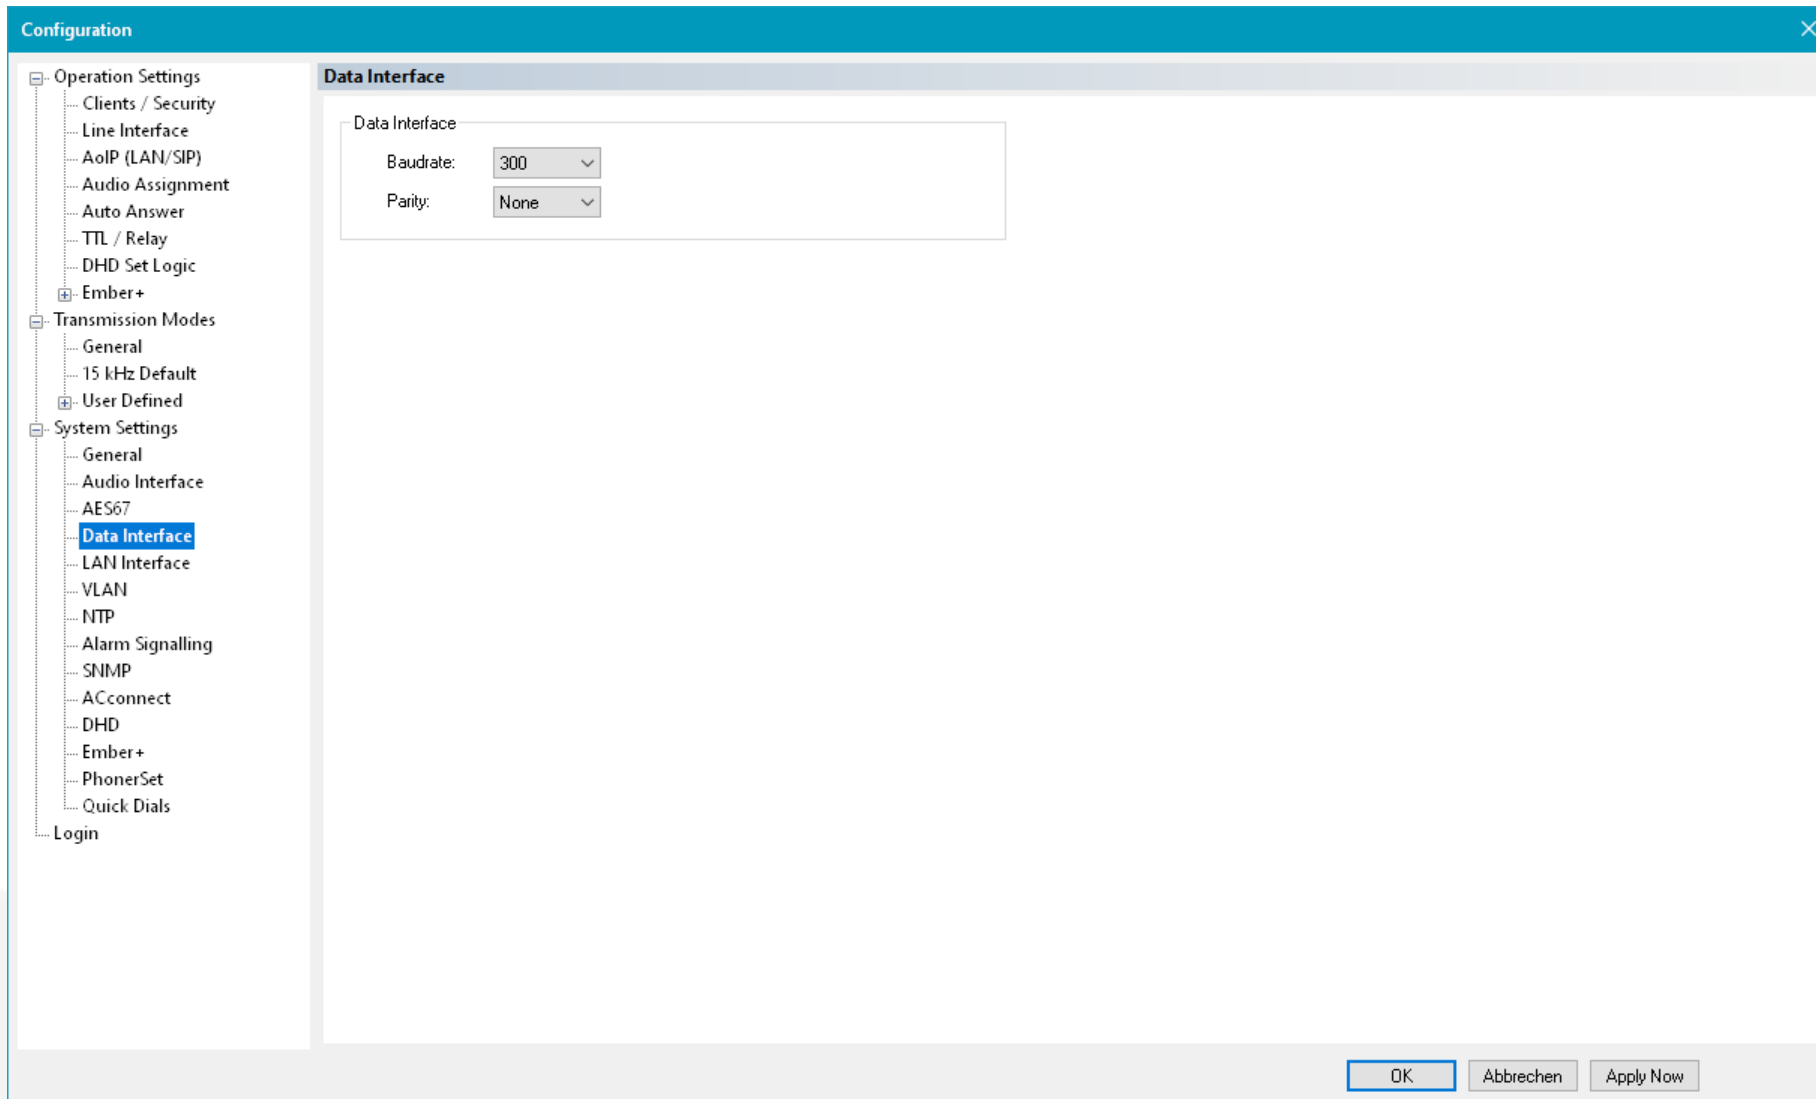 Configuration
Operation Settings
Clients / Security
Line Interface
AoIP (LAN/SIP)
Audio Assignment
Auto Answer
TTL / Relay
DHD Set Logic
Ember+
Transmission Modes
General
15 kHz Default
User Defined
System Settings
General
Audio Interface
AES67
Data Interface
LAN Interface
VLAN
NTP
Alarm Signalling
SNMP
ACconnect
DHD
Ember+
PhonerSet
Quick Dials
Login
Data Interface
Data Interface
Baudrate: 300
Parity: None
OK Abbrechen Apply Now